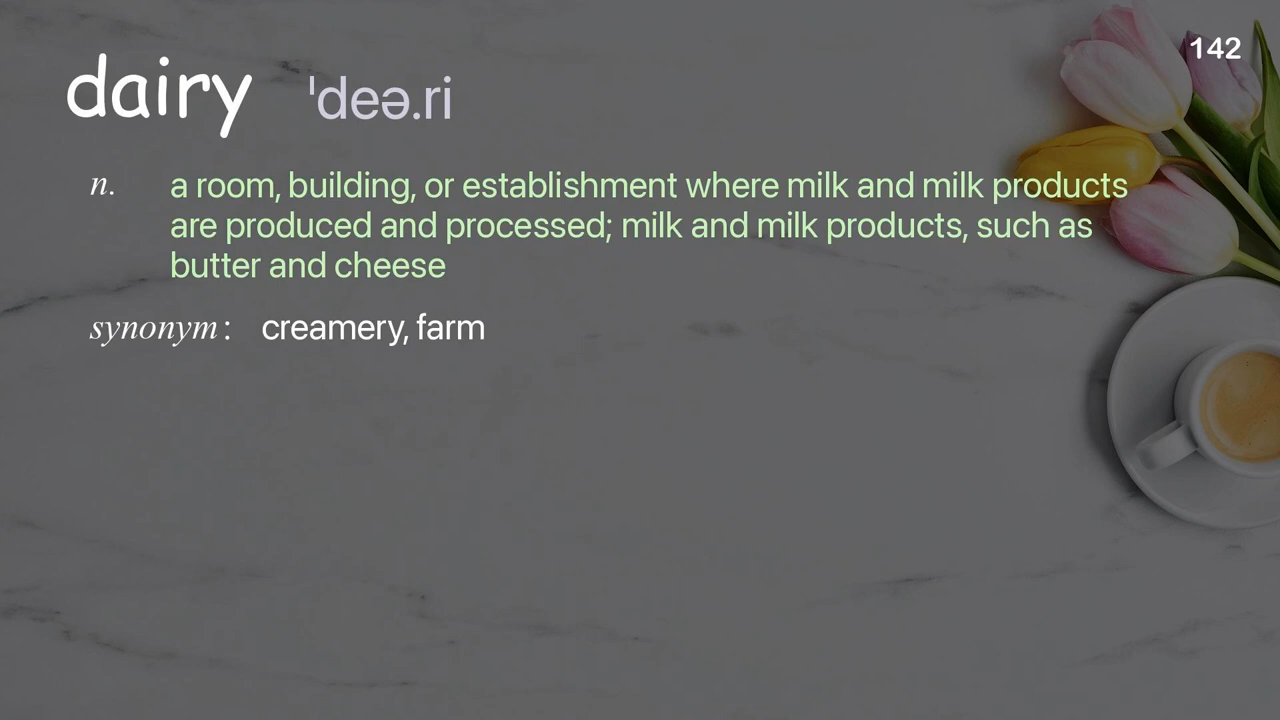 142
dairy ˈdeə.ri
n. a room, building, or establishment where milk and milk products
are produced and processed; milk and milk products, such as
butter and cheese
synonym: creamery, farm